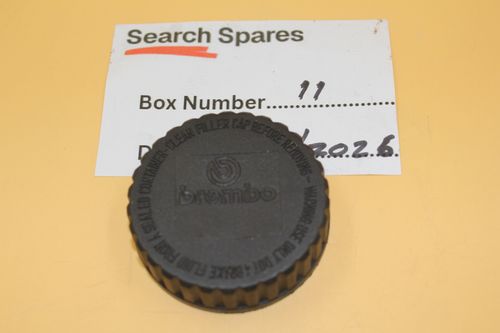 Search Spares
Box Number.................11
D /2026
WARNING USE ONLY DOT 4 BRAKE FLUID FROM A SEALED CONTAINER-CLEAN FILLER CAP BEFORE REMOVING
brembo